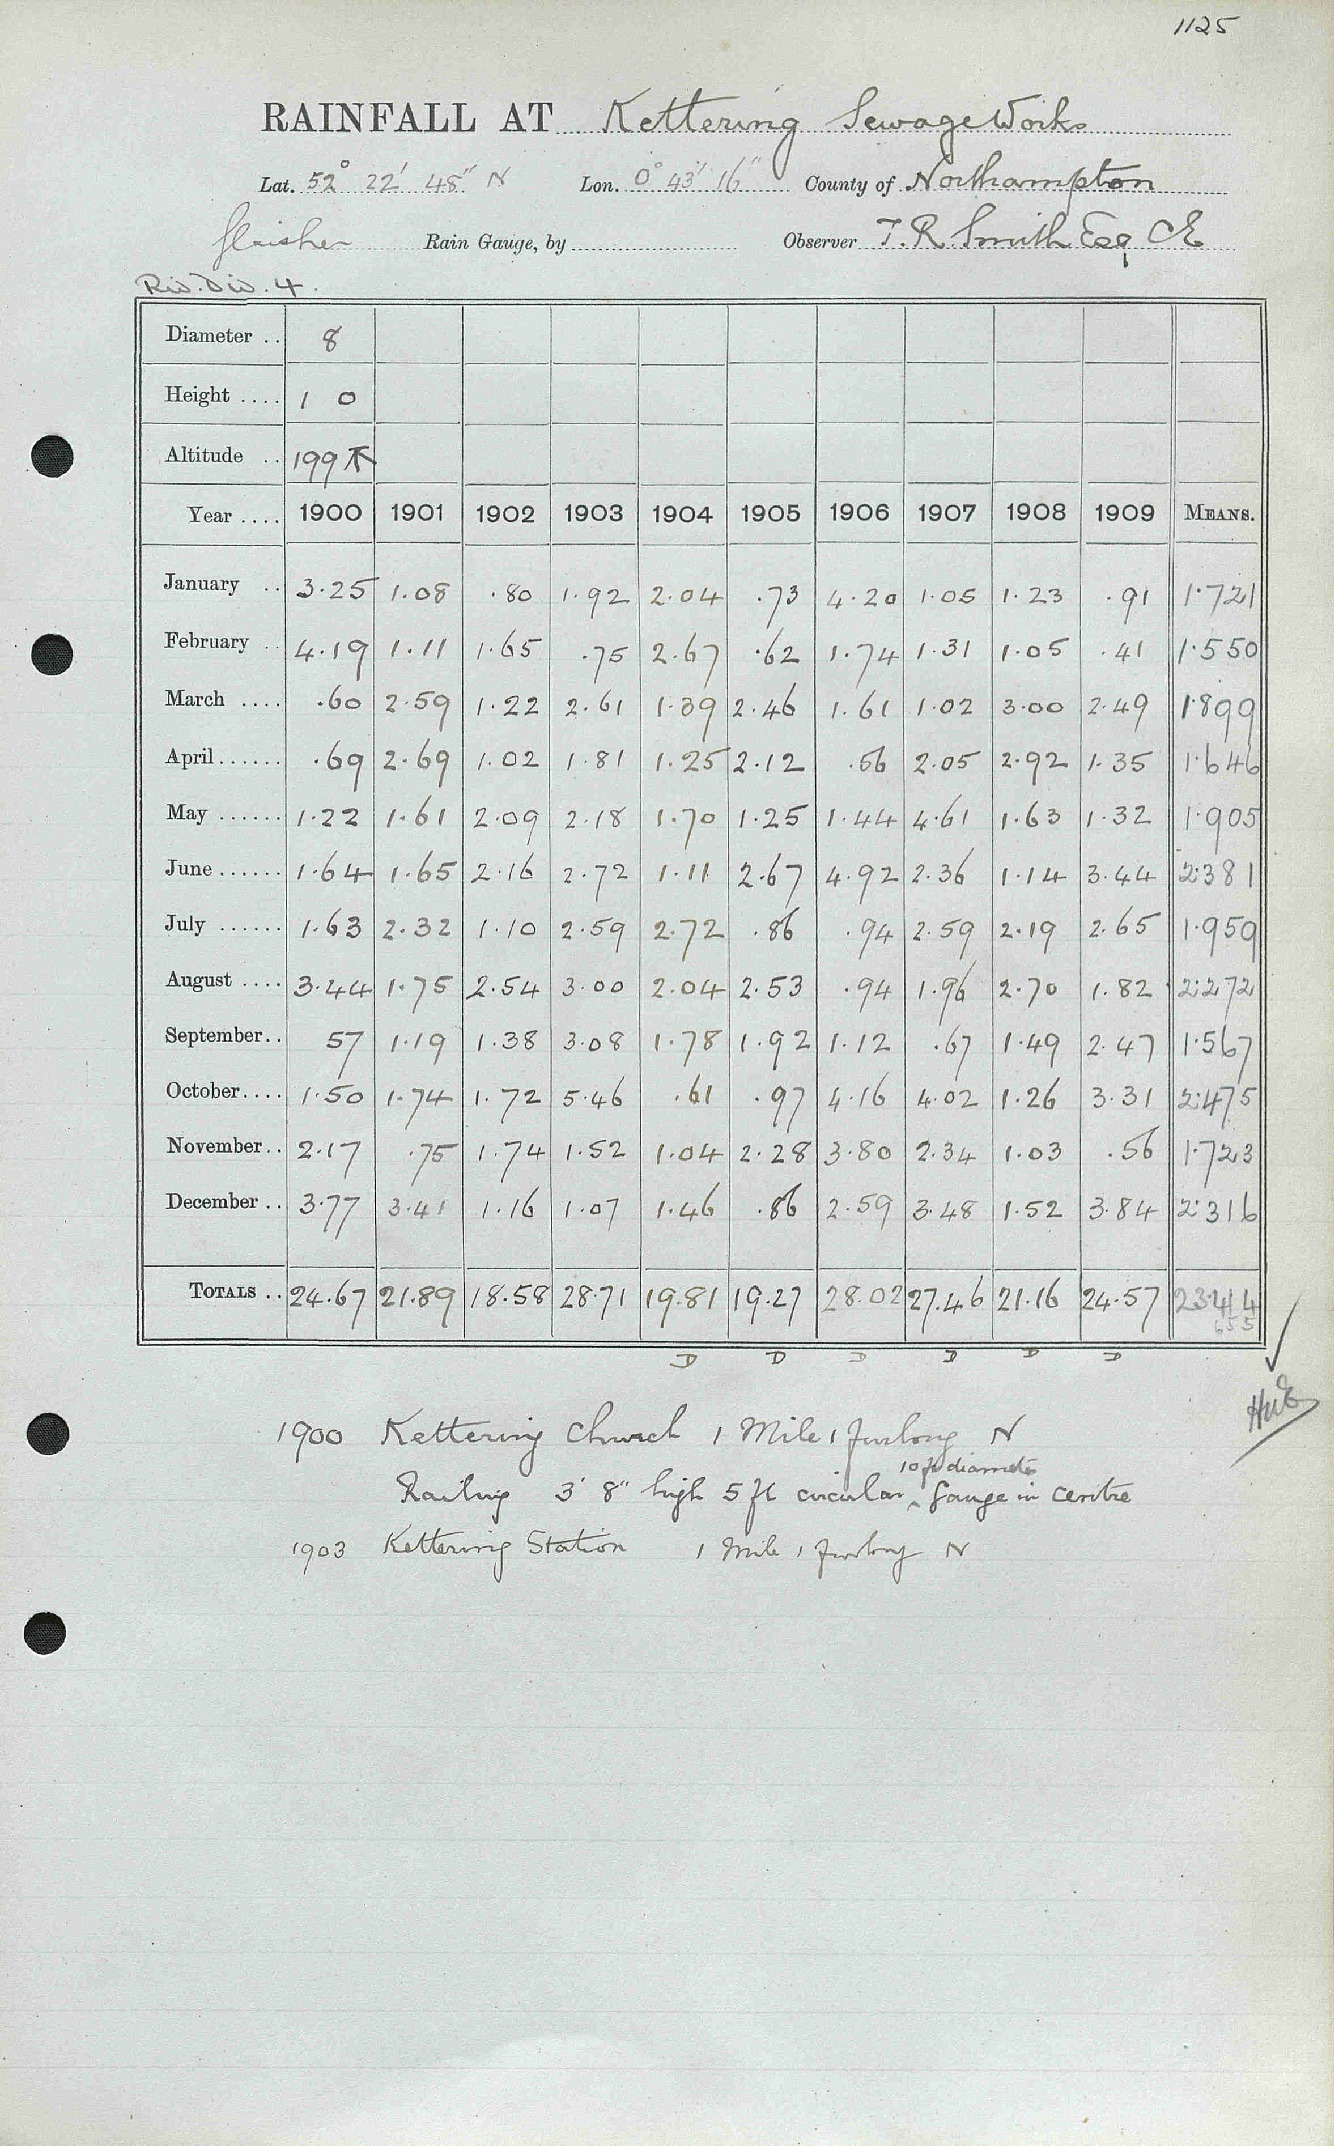 1125
RAINFALL AT Kettering Sewage Works
Lat. 52° 22' 48" N Lon. 0° 43' 16" County of Northampton
Glaisher Rain Gauge, by Observer T. R. Smith Esq CE
Riv. Div. 4.
Diameter .. 8
Height .... 1 0
Altitude .. 199
Year .... 1900 1901 1902 1903 1904 1905 1906 1907 1908 1909 MEANS.
January .. 3.25 1.08 .80 1.92 2.04 .73 4.20 1.05 1.23 .91 1.721
February .. 4.19 1.11 1.65 .75 2.67 .62 1.74 1.31 1.05 .41 1.550
March .... .60 2.59 1.22 2.61 1.39 2.46 1.61 1.02 3.00 2.49 1.899
April ...... .69 2.69 1.02 1.81 1.25 2.12 .56 2.05 2.92 1.35 1.646
May ...... 1.22 1.61 2.09 2.18 1.70 1.25 1.44 4.61 1.63 1.32 1.905
June ...... 1.64 1.65 2.16 2.72 1.11 2.67 4.92 2.36 1.14 3.44 2.381
July ...... 1.63 2.32 1.10 2.59 2.72 .86 .94 2.59 2.19 2.65 1.959
August .... 3.44 1.75 2.54 3.00 2.04 2.53 .94 1.96 2.70 1.82 2.272
September .. 57 1.19 1.38 3.08 1.78 1.92 1.12 .67 1.49 2.47 1.567
October .... 1.50 1.74 1.72 5.46 .61 .97 4.16 4.02 1.26 3.31 2.475
November .. 2.17 .75 1.74 1.52 1.04 2.28 3.80 2.34 1.03 .56 1.723
December .. 3.77 3.41 1.16 1.07 1.46 .86 2.59 3.48 1.52 3.84 2.316
TOTALS .. 24.67 21.89 18.58 28.71 19.81 19.27 28.02 27.46 21.16 24.57 23.414
655
D D D D D D
1900 Kettering Church 1 Mile 1 furlong N
10 ft diameter
Railing 3' 8" high 5 ft circular ‸ Gauge in centre
1903 Kettering Station 1 Mile 1 furlong N